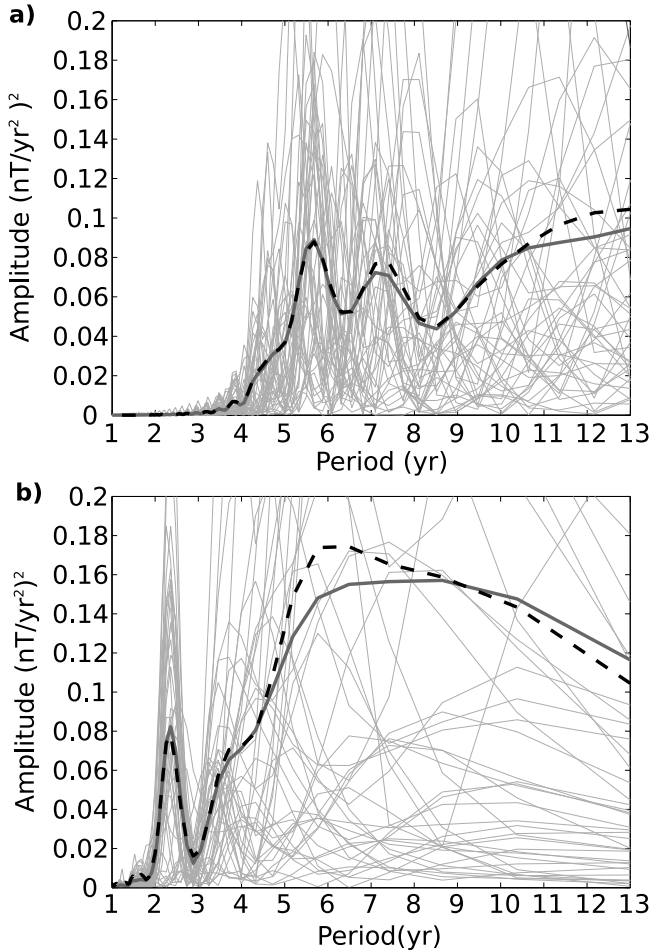 a)
0.2
0.18
0.16
0.14
0.12
0.1
0.08
0.06
0.04
0.02
0
Amplitude (nT/yr² )²
1 2 3 4 5 6 7 8 9 10 11 12 13
Period (yr)
b)
0.2
0.18
0.16
0.14
0.12
0.1
0.08
0.06
0.04
0.02
0
Amplitude (nT/yr²)²
1 2 3 4 5 6 7 8 9 10 11 12 13
Period(yr)